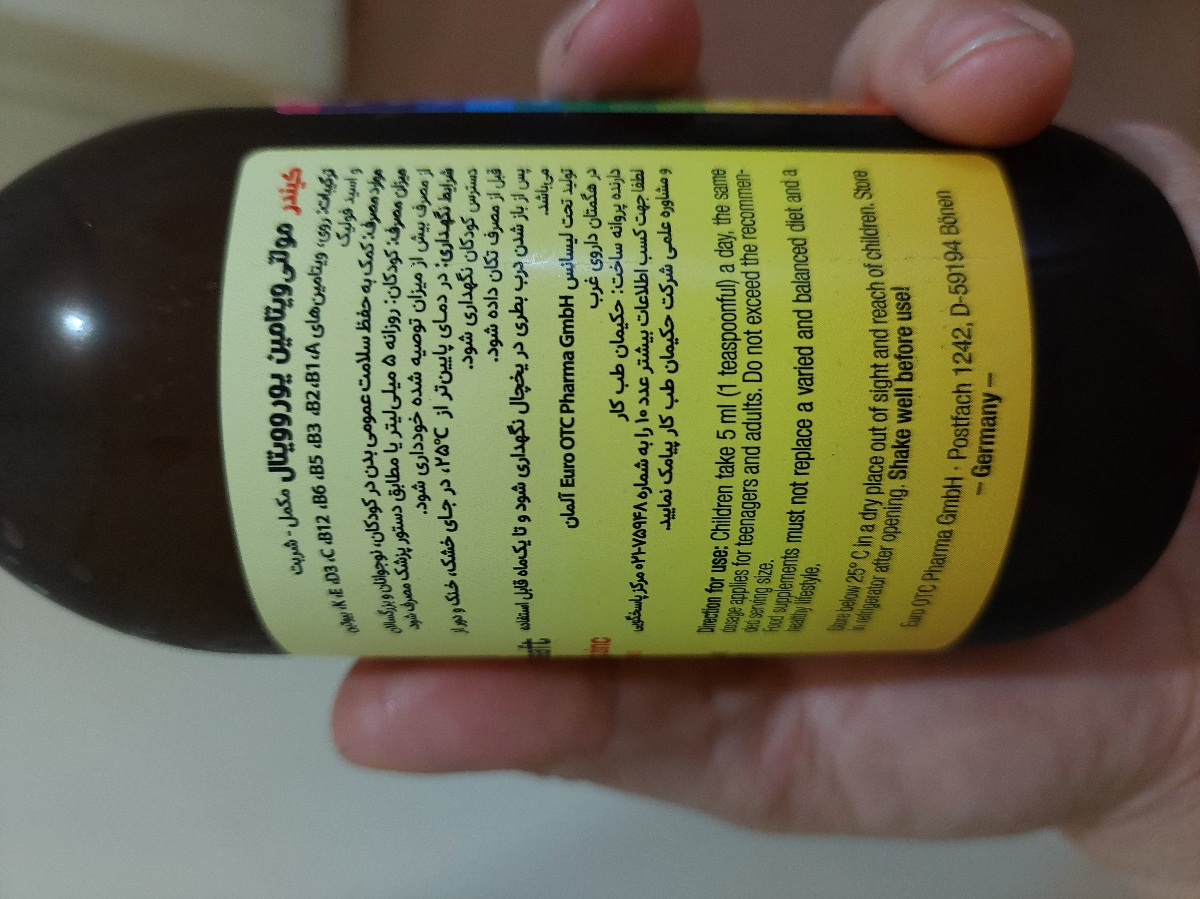 کیندر مولتی ویتامین یوروویتال مکمل - شربت
ترکیبات: روی، ویتامین‌های A، B1، B2، B3، B5، B6، B12، C، D3، E، K، بیوتین
و اسید فولیک
موارد مصرف: کمک به حفظ سلامت عمومی بدن در کودکان، نوجوانان و بزرگسالان
میزان مصرف: کودکان: روزانه ۵ میلی‌لیتر یا مطابق دستور پزشک مصرف شود.
از مصرف بیش از میزان توصیه شده خودداری شود.
شرایط نگهداری: در دمای پایین‌تر از ۲۵°C، در جای خشک، خنک و دور از
دسترس کودکان نگهداری شود.
قبل از مصرف تکان داده شود.
پس از باز شدن درب بطری در یخچال نگهداری شود و تا یک‌ماه قابل استفاده
می‌باشد.
تولید تحت لیسانس Euro OTC Pharma GmbH آلمان
در هگمتان داروی غرب
دارنده پروانه ساخت: حکیمان طب کار
لطفا جهت کسب اطلاعات بیشتر عدد ۱۰ را به شماره ۷۵۹۴۸-۰۲۱ مرکز پاسخگویی
و مشاوره علمی شرکت حکیمان طب کار پیامک نمایید.
Direction for use: Children take 5 ml (1 teaspoonful) a day, the same
dosage applies for teenagers and adults. Do not exceed the recommen-
ded serving size.
Food supplements must not replace a varied and balanced diet and a
healty lifestyle.
Store below 25° C in a dry place out of sight and reach of children. Store
in refrigerator after opening. Shake well before use!
Euro OTC Pharma GmbH · Postfach 1242, D-59194 Bönen
– Germany –